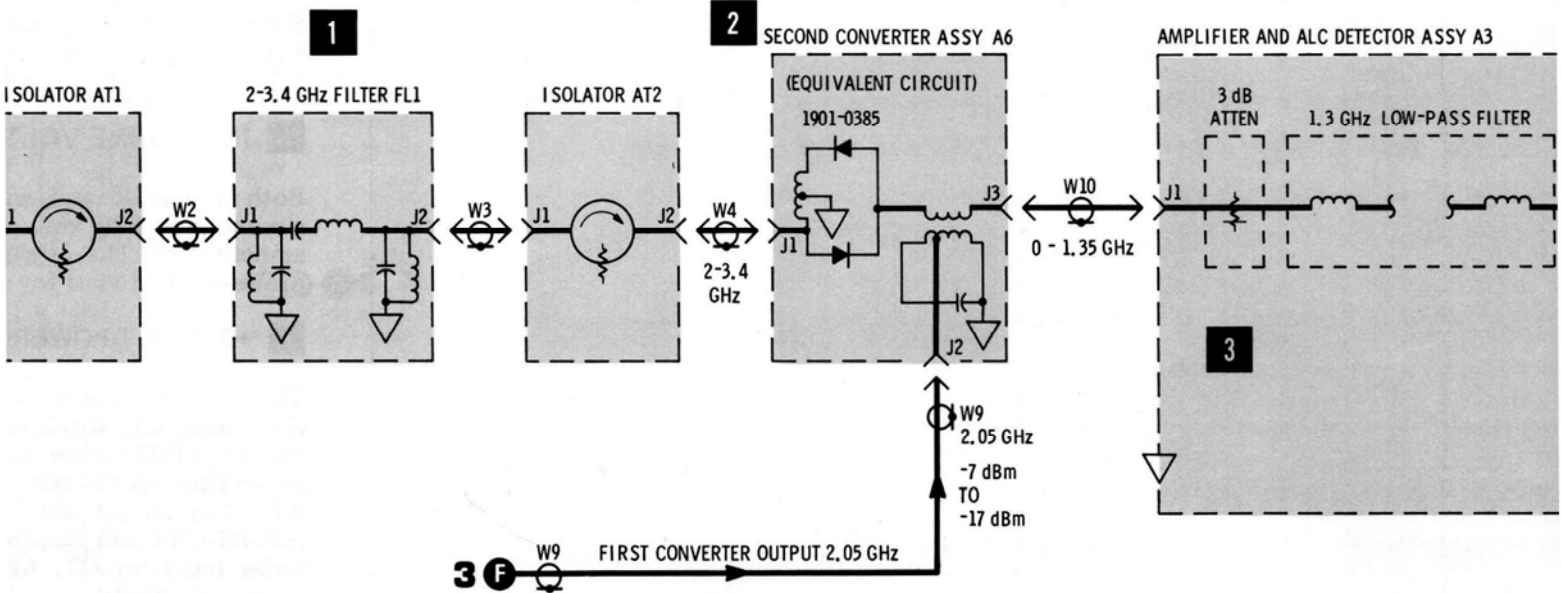 1
2
SECOND CONVERTER ASSY A6
AMPLIFIER AND ALC DETECTOR ASSY A3
ISOLATOR AT1
2-3.4 GHz FILTER FL1
ISOLATOR AT2
(EQUIVALENT CIRCUIT)
1901-0385
3 dB
ATTEN
1.3 GHz LOW-PASS FILTER
1
J2
W2
J1
J2
W3
J1
J2
W4
2-3.4
GHz
J1
J3
W10
0 - 1.35 GHz
J1
J2
3
W9
2.05 GHz
-7 dBm
TO
-17 dBm
3 F
W9
FIRST CONVERTER OUTPUT 2.05 GHz